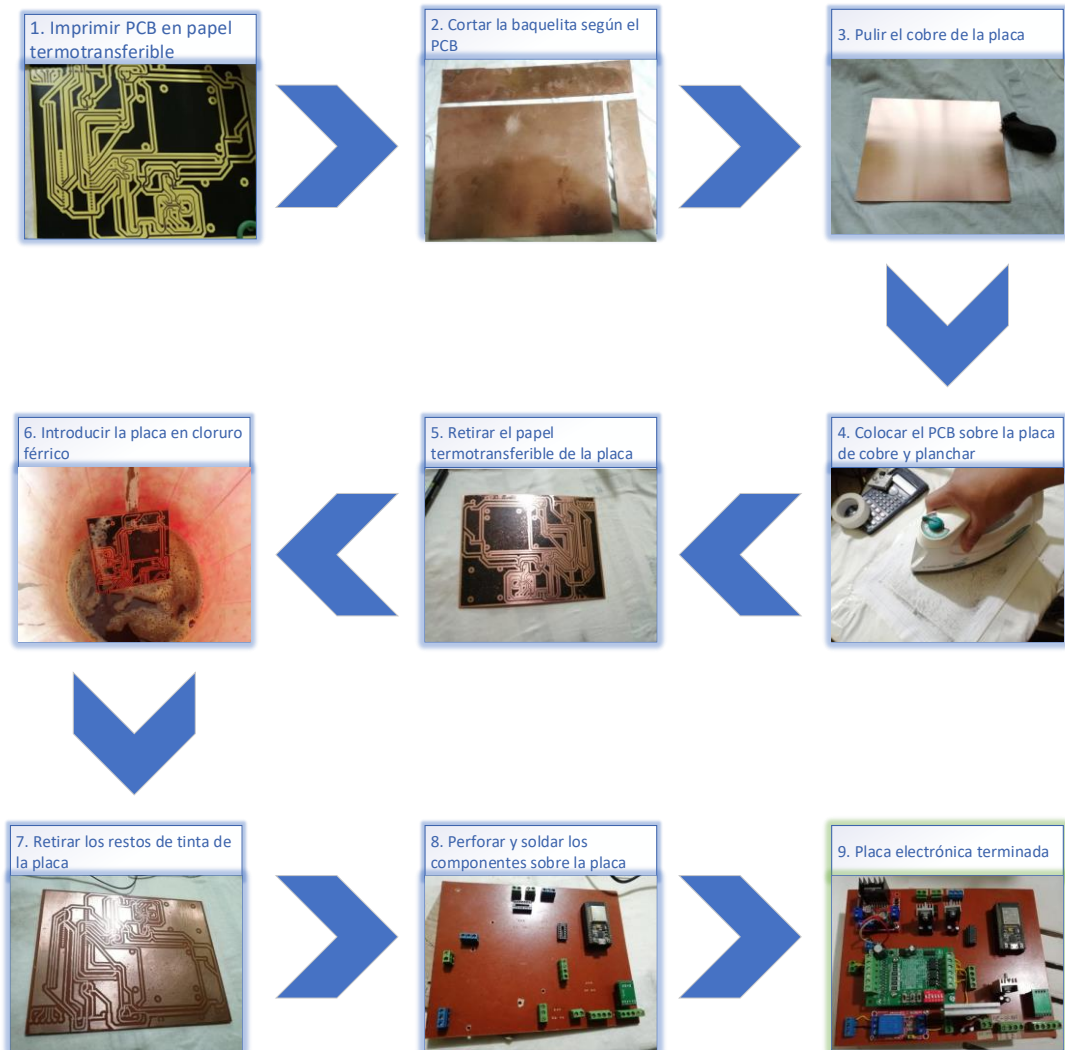 1. Imprimir PCB en papel
termotransferible
2. Cortar la baquelita según el
PCB
3. Pulir el cobre de la placa
4. Colocar el PCB sobre la placa
de cobre y planchar
5. Retirar el papel
termotransferible de la placa
6. Introducir la placa en cloruro
férrico
7. Retirar los restos de tinta de
la placa
8. Perforar y soldar los
componentes sobre la placa
9. Placa electrónica terminada